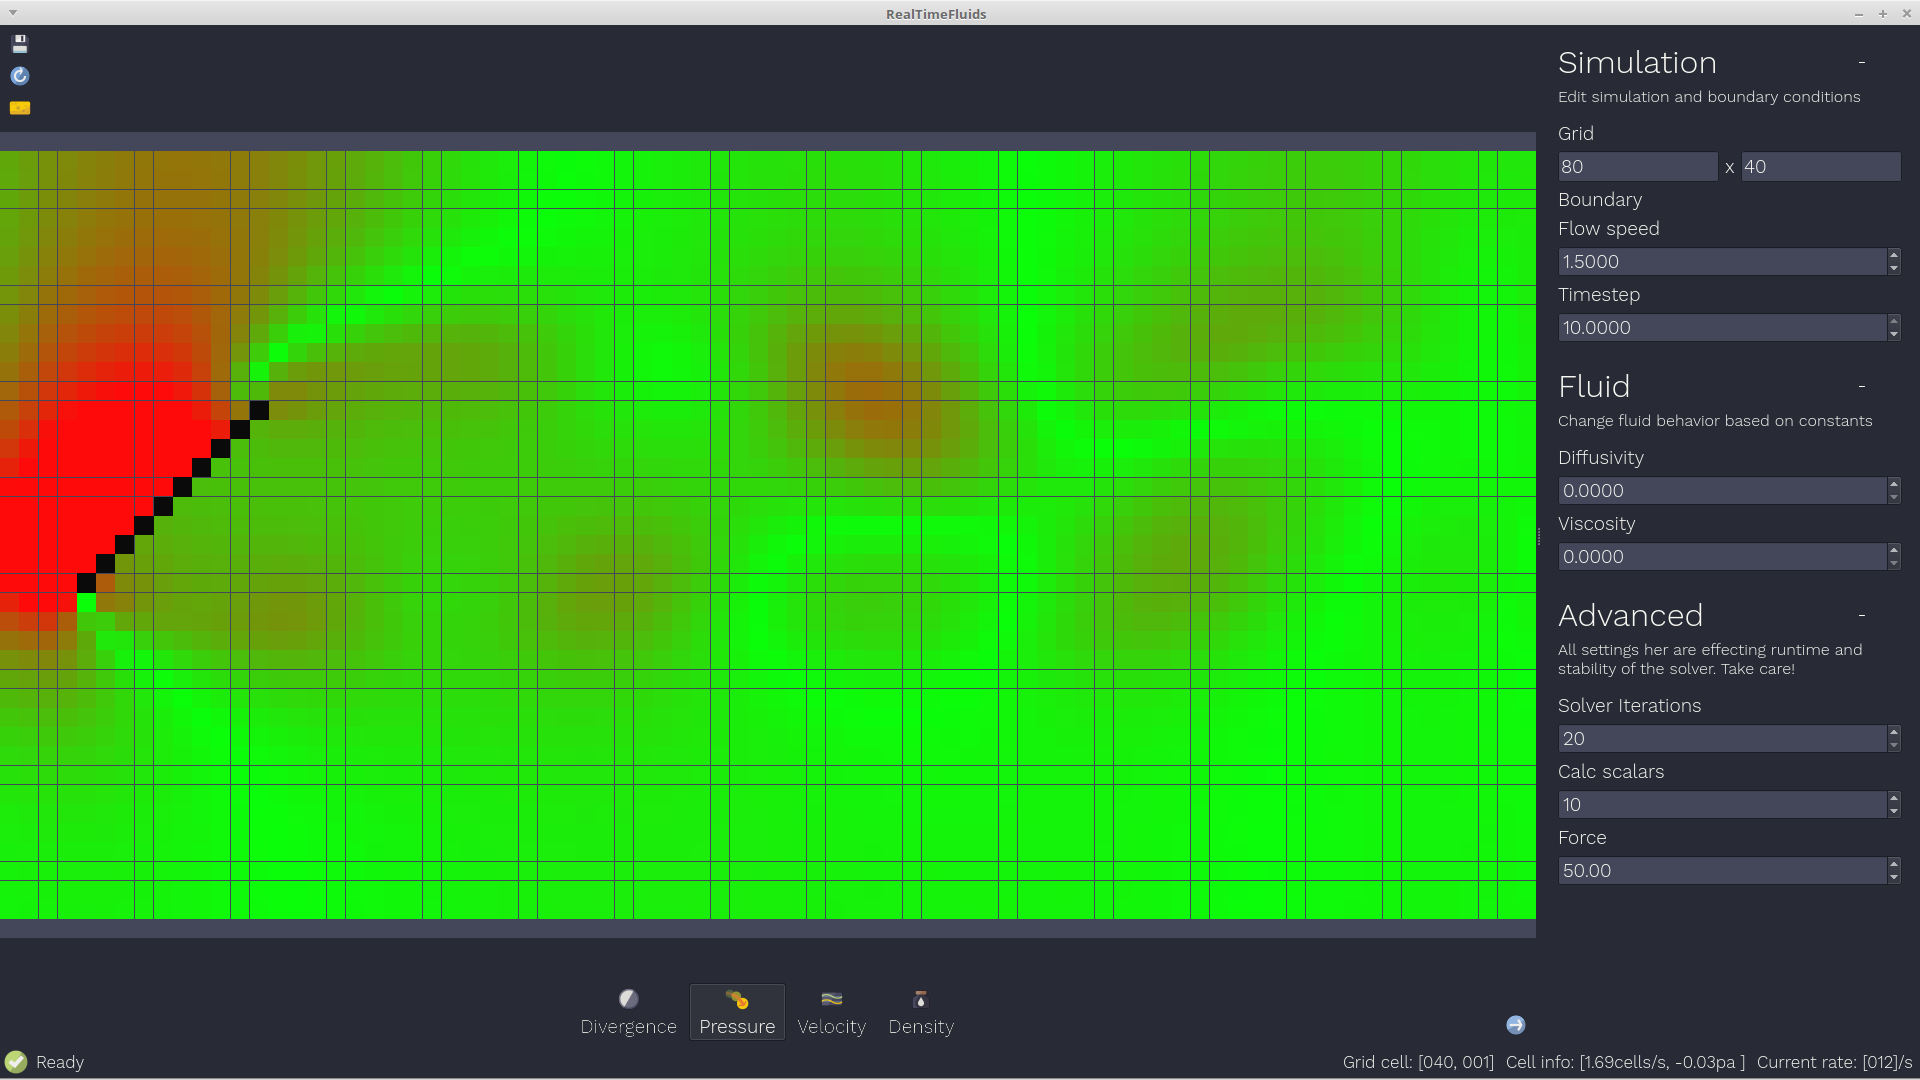 RealTimeFluids
Simulation -
Edit simulation and boundary conditions
Grid
80 x 40
Boundary
Flow speed
1.5000
Timestep
10.0000
Fluid -
Change fluid behavior based on constants
Diffusivity
0.0000
Viscosity
0.0000
Advanced -
All settings her are effecting runtime and
stability of the solver. Take care!
Solver Iterations
20
Calc scalars
10
Force
50.00
Divergence Pressure Velocity Density
Ready Grid cell: [040, 001] Cell info: [1.69cells/s, -0.03pa ] Current rate: [012]/s